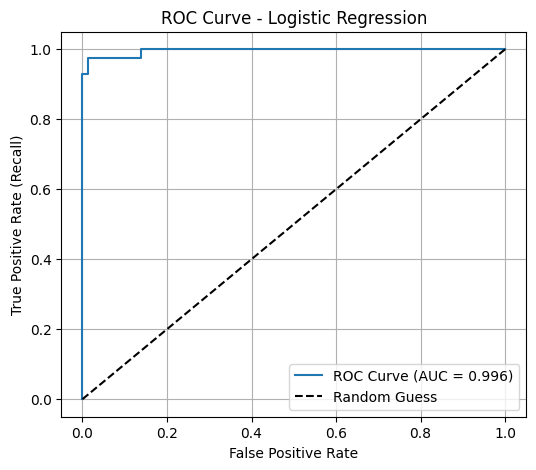 ROC Curve - Logistic Regression
True Positive Rate (Recall)
1.0
0.8
0.6
0.4
0.2
0.0
ROC Curve (AUC = 0.996)
Random Guess
0.0 0.2 0.4 0.6 0.8 1.0
False Positive Rate